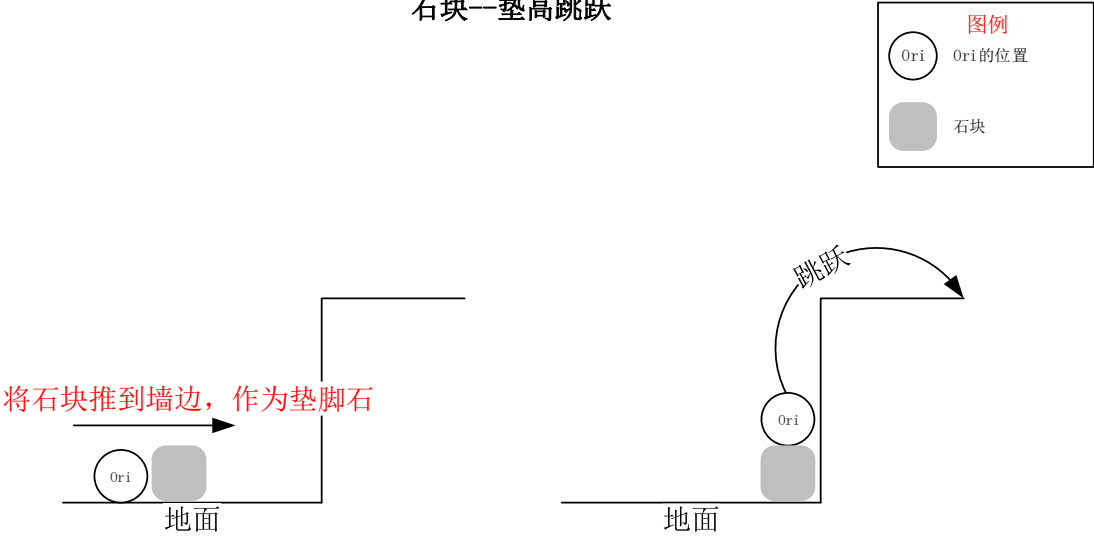 石块--垫高跳跃
图例
Ori
Ori的位置
石块
跳跃
将石块推到墙边，作为垫脚石
Ori
Ori
地面
地面